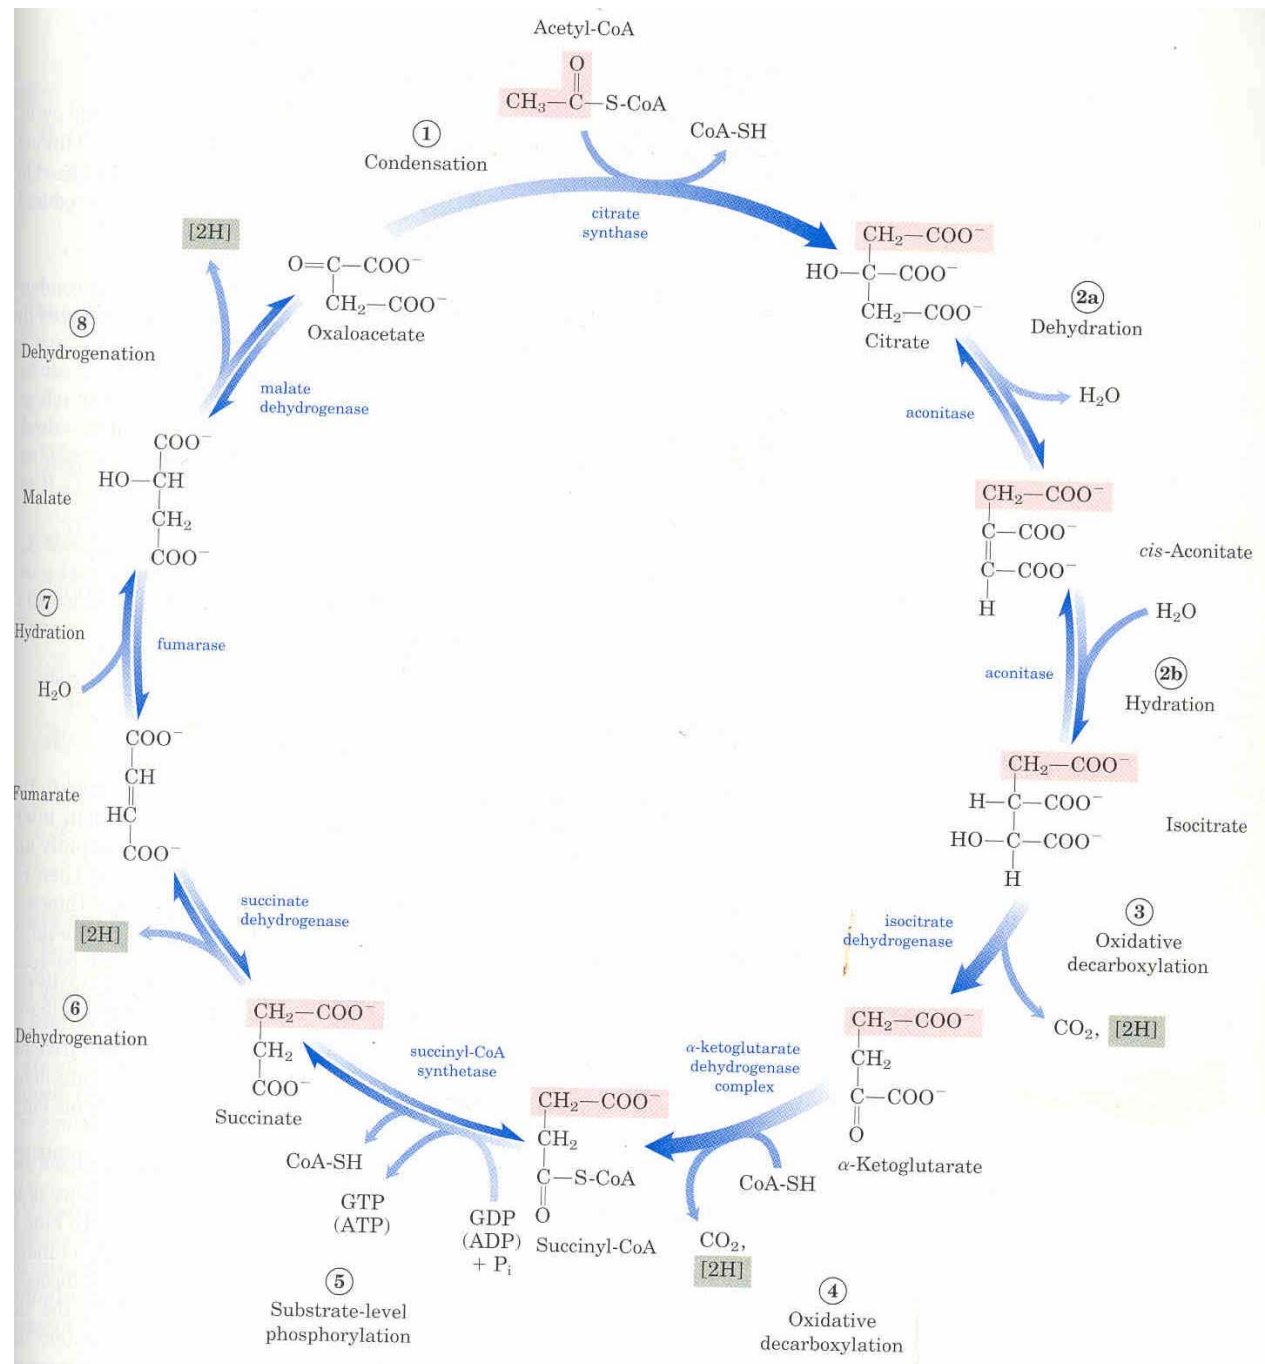 Acetyl-CoA
O
CH₃—C—S-CoA
CoA-SH
1
Condensation
citrate
synthase
[2H]
O=C—COO⁻
CH₂—COO⁻
Oxaloacetate
CH₂—COO⁻
HO—C—COO⁻
CH₂—COO⁻
Citrate
2a
Dehydration
H₂O
aconitase
8
Dehydrogenation
malate
dehydrogenase
COO⁻
HO—CH
CH₂
COO⁻
Malate
CH₂—COO⁻
C—COO⁻
C—COO⁻
H
cis-Aconitate
H₂O
aconitase
2b
Hydration
7
Hydration
fumarase
H₂O
COO⁻
CH
HC
COO⁻
Fumarate
CH₂—COO⁻
H—C—COO⁻
HO—C—COO⁻
H
Isocitrate
isocitrate
dehydrogenase
3
Oxidative
decarboxylation
CO₂, [2H]
succinate
dehydrogenase
[2H]
6
Dehydrogenation
CH₂—COO⁻
CH₂
COO⁻
Succinate
succinyl-CoA
synthetase
CoA-SH
GTP
(ATP)
GDP
(ADP)
+ Pᵢ
5
Substrate-level
phosphorylation
CH₂—COO⁻
CH₂
C—S-CoA
O
Succinyl-CoA
α-ketoglutarate
dehydrogenase
complex
CoA-SH
CO₂,
[2H]
4
Oxidative
decarboxylation
CH₂—COO⁻
CH₂
C—COO⁻
O
α-Ketoglutarate